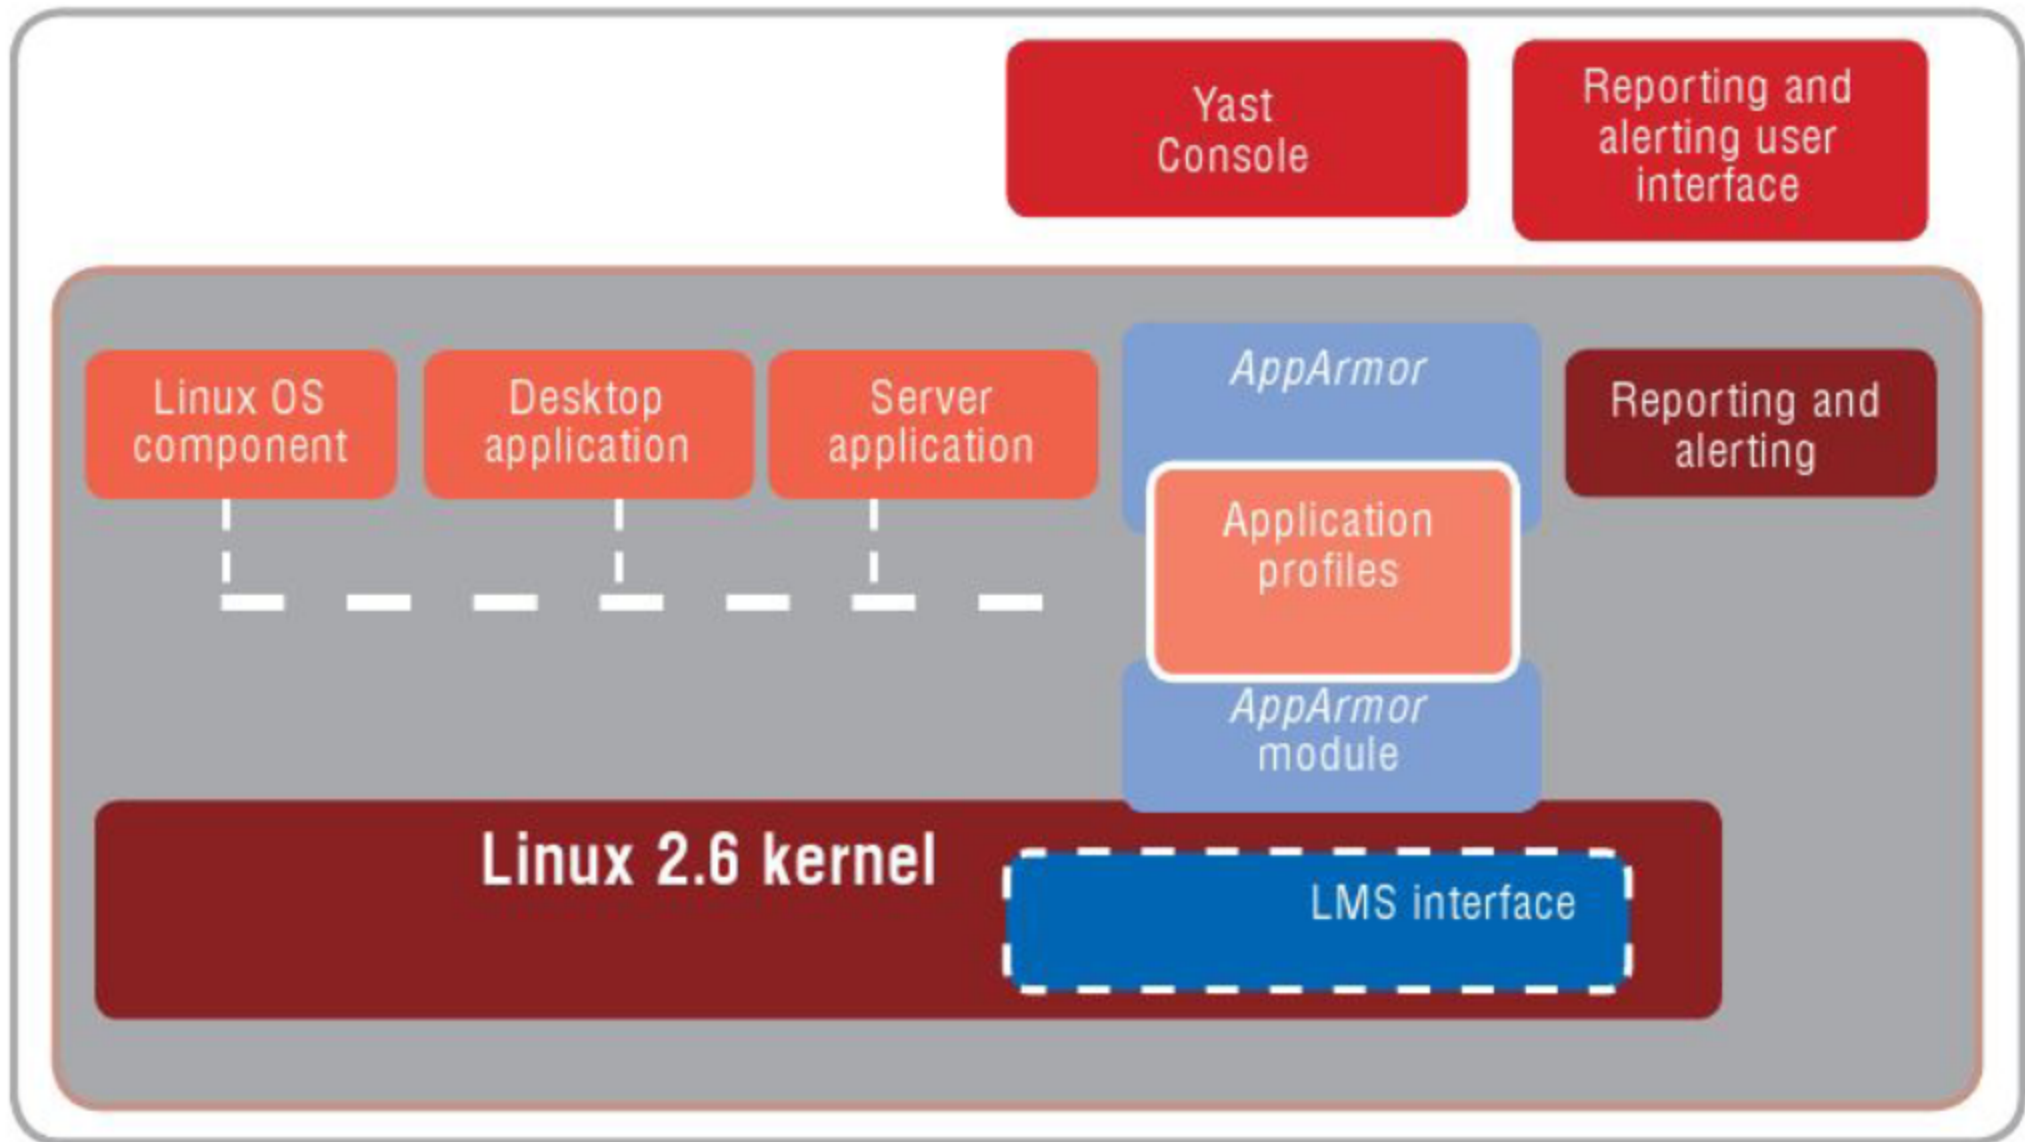 Yast
Console
Reporting and
alerting user
interface
Linux OS
component
Desktop
application
Server
application
AppArmor
Reporting and
alerting
Application
profiles
AppArmor
module
Linux 2.6 kernel
LMS interface